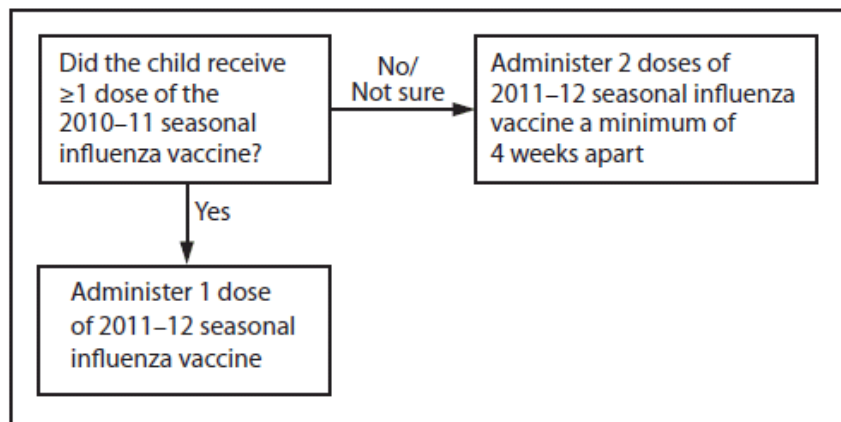 Did the child receive
≥1 dose of the
2010–11 seasonal
influenza vaccine?
No/
Not sure
Administer 2 doses of
2011–12 seasonal influenza
vaccine a minimum of
4 weeks apart
Yes
Administer 1 dose
of 2011–12 seasonal
influenza vaccine